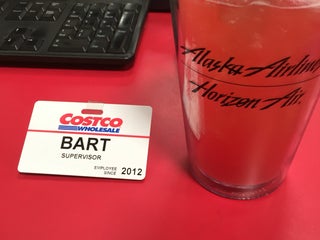 COSTCO
WHOLESALE
BART
SUPERVISOR
EMPLOYEE
SINCE 2012
Alaska Airlines
Horizon Air.